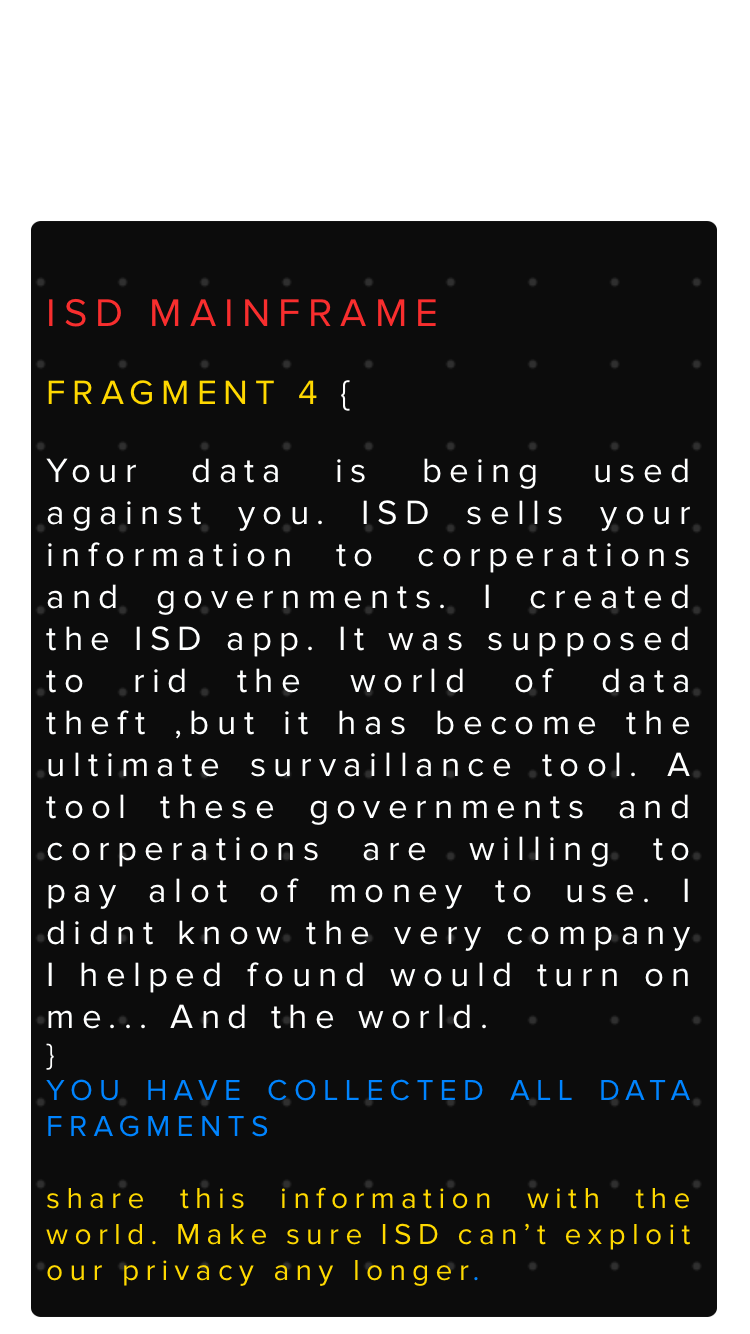 ISD MAINFRAME
FRAGMENT 4 {
Your data is being used
against you. ISD sells your
information to corperations
and governments. I created
the ISD app. It was supposed
to rid the world of data
theft ,but it has become the
ultimate survaillance tool. A
tool these governments and
corperations are willing to
pay alot of money to use. I
didnt know the very company
I helped found would turn on
me... And the world.
}
YOU HAVE COLLECTED ALL DATA
FRAGMENTS
share this information with the
world. Make sure ISD can’t exploit
our privacy any longer.